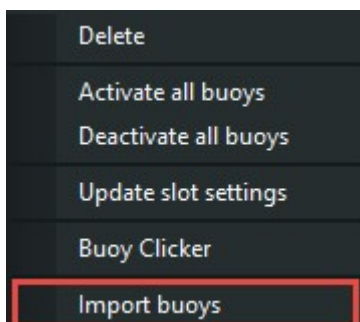 Delete
Activate all buoys
Deactivate all buoys
Update slot settings
Buoy Clicker
Import buoys